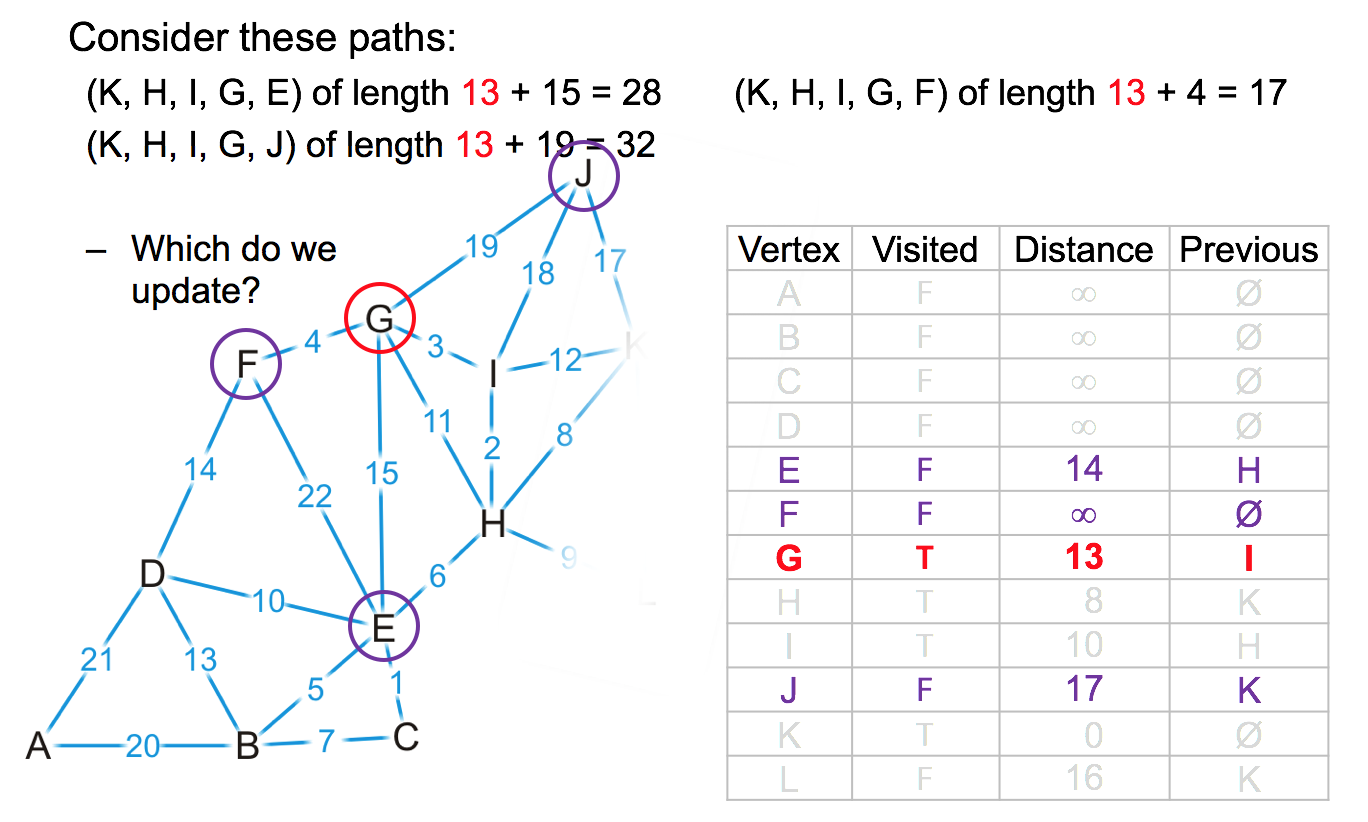 Consider these paths:
(K, H, I, G, E) of length 13 + 15 = 28
(K, H, I, G, F) of length 13 + 4 = 17
(K, H, I, G, J) of length 13 + 19 = 32
– Which do we
update?
J
19
18
17
G
F
4
3
I
12
K
11
2
8
14
22
15
H
9
D
10
6
E
21
13
5
1
A
20
B
7
C
Vertex Visited Distance Previous
A F ∞ Ø
B F ∞ Ø
C F ∞ Ø
D F ∞ Ø
E F 14 H
F F ∞ Ø
G T 13 I
H T 8 K
I T 10 H
J F 17 K
K T 0 Ø
L F 16 K